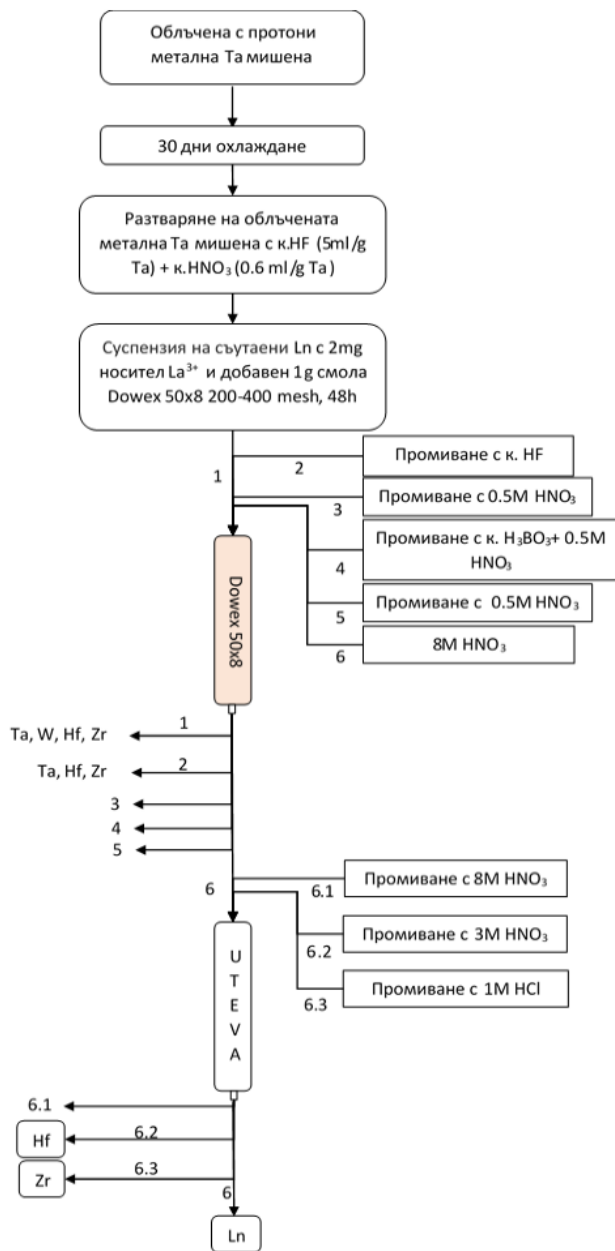 Облъчена с протони
метална Та мишена
30 дни охлаждане
Разтваряне на облъчената
метална Та мишена с к.HF (5ml/g
Ta) + к.HNO₃ (0.6 ml/g Ta)
Суспензия на съутаени Ln с 2mg
носител La³⁺ и добавен 1g смола
Dowex 50x8 200-400 mesh, 48h
1
2
Промиване с к. HF
3
Промиване с 0.5M HNO₃
4
Промиване с к. H₃BO₃+ 0.5M
HNO₃
5
Промиване с 0.5M HNO₃
6
8M HNO₃
Dowex 50x8
Ta, W, Hf, Zr
1
Ta, Hf, Zr
2
3
4
5
6
6.1
Промиване с 8M HNO₃
6.2
Промиване с 3M HNO₃
6.3
Промиване с 1M HCl
U
T
E
V
A
6.1
Hf
6.2
Zr
6.3
6
Ln